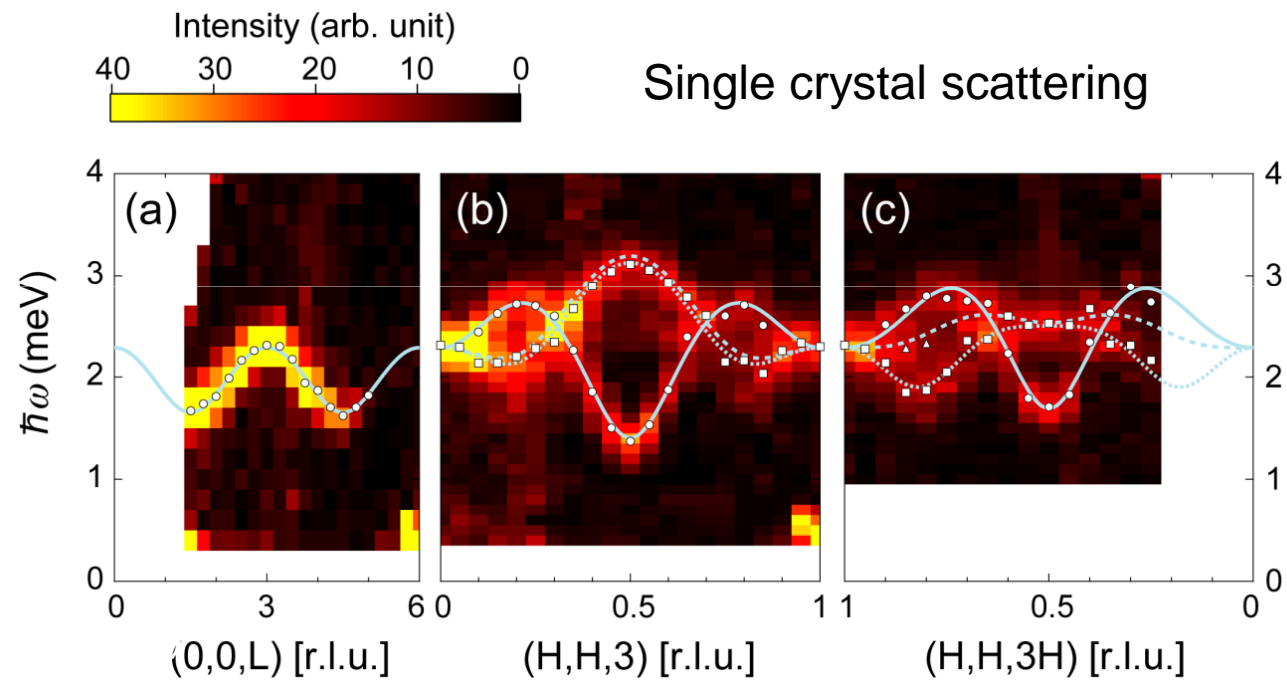 Intensity (arb. unit)
40 30 20 10 0
Single crystal scattering
4 4
(a) (b) (c)
3 3
2 2
1 1
0 0
ħω (meV)
0 3 6 0 0.5 1 1 0.5 0
(0,0,L) [r.l.u.] (H,H,3) [r.l.u.] (H,H,3H) [r.l.u.]